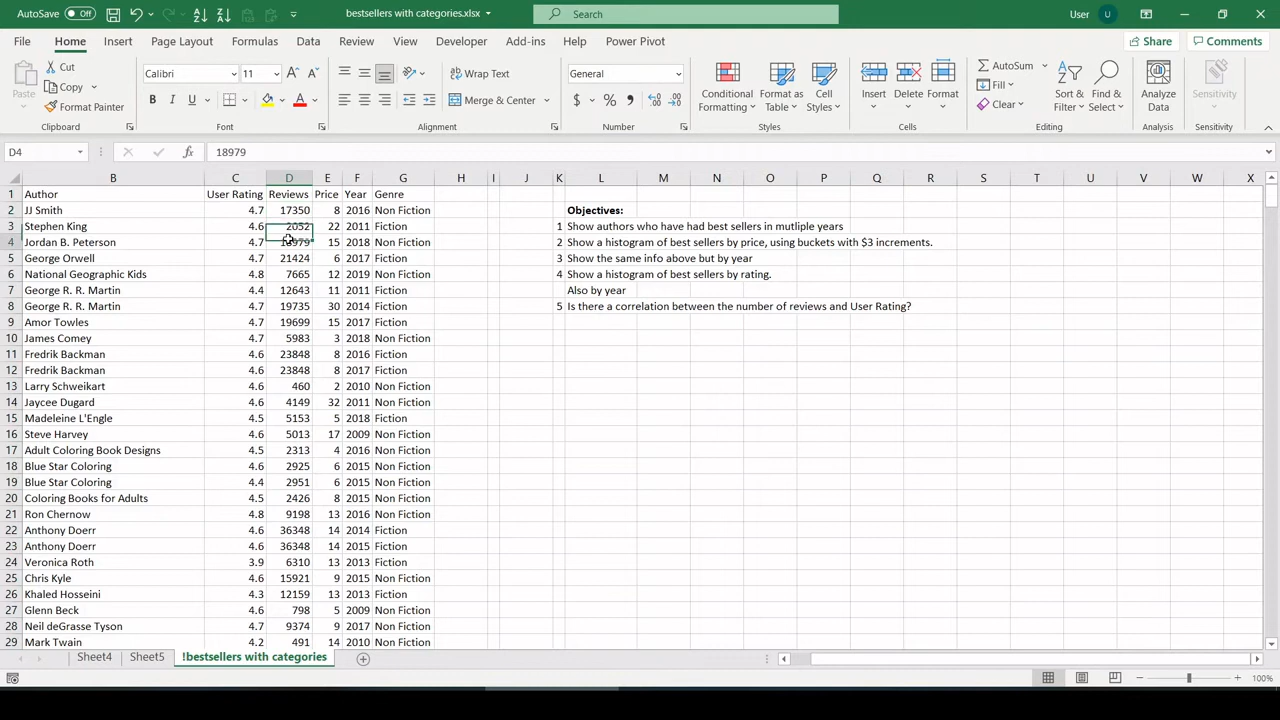 AutoSave Off bestsellers with categories.xlsx Search User U
File Home Insert Page Layout Formulas Data Review View Developer Add-ins Help Power Pivot Share Comments
Paste Cut Copy Format Painter Clipboard
Calibri 11 B I U Font
Wrap Text Merge & Center Alignment
General $ % Number
Conditional Formatting Format as Table Cell Styles Styles
Insert Delete Format Cells
AutoSum Fill Clear Sort & Filter Find & Select Editing
Analyze Data Analysis
Sensitivity Sensitivity
D4 fx 18979
B C D E F G H I J K L M N O P Q R S T U V W X
1 Author User Rating Reviews Price Year Genre
2 JJ Smith 4.7 17350 8 2016 Non Fiction Objectives:
3 Stephen King 4.6 2052 22 2011 Fiction 1 Show authors who have had best sellers in mutliple years
4 Jordan B. Peterson 4.7 18979 15 2018 Non Fiction 2 Show a histogram of best sellers by price, using buckets with $3 increments.
5 George Orwell 4.7 21424 6 2017 Fiction 3 Show the same info above but by year
6 National Geographic Kids 4.8 7665 12 2019 Non Fiction 4 Show a histogram of best sellers by rating.
7 George R. R. Martin 4.4 12643 11 2011 Fiction Also by year
8 George R. R. Martin 4.7 19735 30 2014 Fiction 5 Is there a correlation between the number of reviews and User Rating?
9 Amor Towles 4.7 19699 15 2017 Fiction
10 James Comey 4.7 5983 3 2018 Non Fiction
11 Fredrik Backman 4.6 23848 8 2016 Fiction
12 Fredrik Backman 4.6 23848 8 2017 Fiction
13 Larry Schweikart 4.6 460 2 2010 Non Fiction
14 Jaycee Dugard 4.6 4149 32 2011 Non Fiction
15 Madeleine L'Engle 4.5 5153 5 2018 Fiction
16 Steve Harvey 4.6 5013 17 2009 Non Fiction
17 Adult Coloring Book Designs 4.5 2313 4 2016 Non Fiction
18 Blue Star Coloring 4.6 2925 6 2015 Non Fiction
19 Blue Star Coloring 4.4 2951 6 2015 Non Fiction
20 Coloring Books for Adults 4.5 2426 8 2015 Non Fiction
21 Ron Chernow 4.8 9198 13 2016 Non Fiction
22 Anthony Doerr 4.6 36348 14 2014 Fiction
23 Anthony Doerr 4.6 36348 14 2015 Fiction
24 Veronica Roth 3.9 6310 13 2013 Fiction
25 Chris Kyle 4.6 15921 9 2015 Non Fiction
26 Khaled Hosseini 4.3 12159 13 2013 Fiction
27 Glenn Beck 4.6 798 5 2009 Non Fiction
28 Neil deGrasse Tyson 4.7 9374 9 2017 Non Fiction
29 Mark Twain 4.2 491 14 2010 Non Fiction
Sheet4 Sheet5 !bestsellers with categories
100%